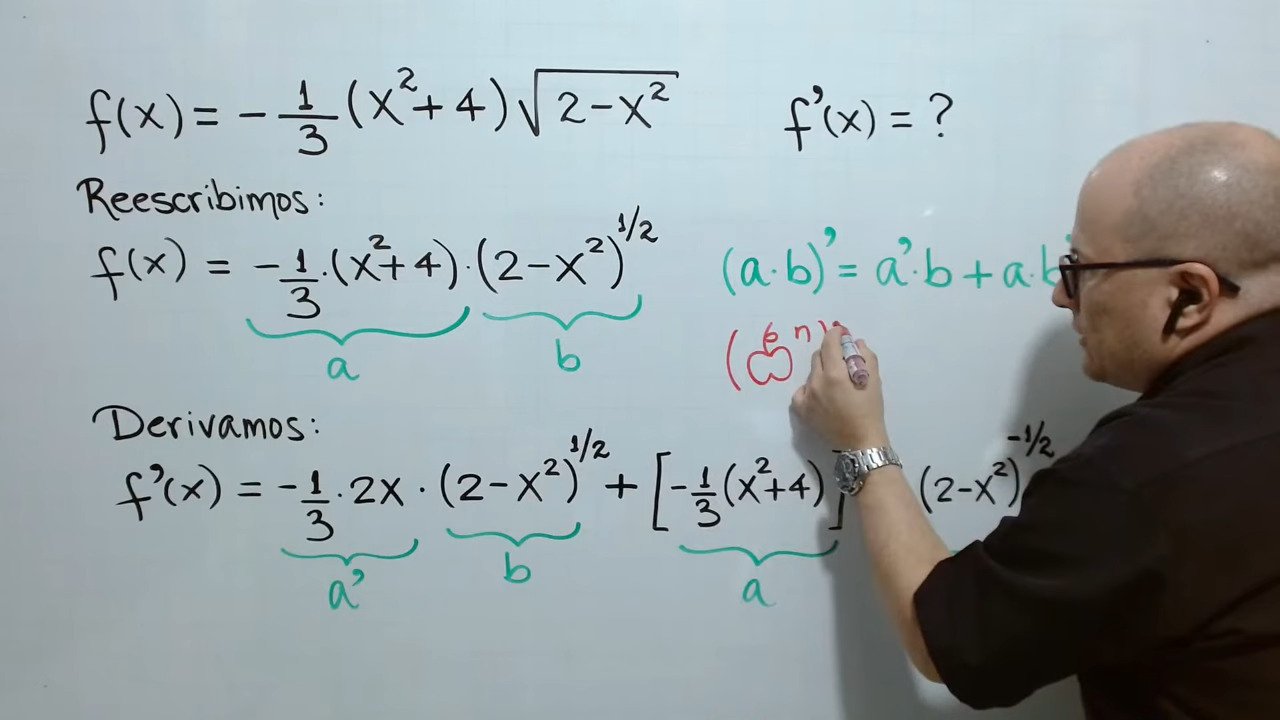 f(x) = - 1/3 (x²+4)√(2-x²)
f'(x) = ?
Reescribimos:
f(x) = -1/3·(x²+4)·(2-x²)^1/2
a
b
(a·b)' = a'·b + a·b
( ⁿ)
Derivamos:
f'(x) = -1/3·2x·(2-x²)^1/2 + [-1/3(x²+4)] (2-x²)^-1/2
a'
b
a